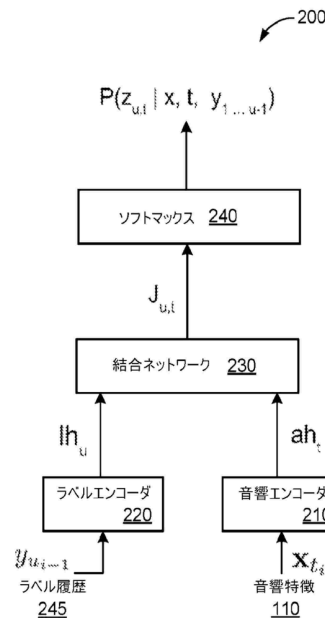 200
P(z_{u,t} | x, t, y_{1 ... u-1})
ソフトマックス 240
J_{u,t}
結合ネットワーク 230
lh_u ah_t
ラベルエンコーダ 音響エンコーダ
220 210
y_{u_{i-1}} x_{t_i}
ラベル履歴 音響特徴
245 110